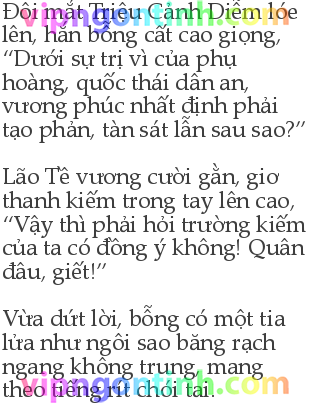 Đôi mắt Triệu Cảnh Diễm lóe
lên, hắn bỗng cất cao giọng,
“Dưới sự trị vì của phụ
hoàng, quốc thái dân an,
vương phúc nhất định phải
tạo phản, tàn sát lẫn sau sao?”
Lão Tề vương cười gằn, giơ
thanh kiếm trong tay lên cao,
“Vậy thì phải hỏi trường kiếm
của ta có đồng ý không! Quân
đâu, giết!”
Vừa dứt lời, bỗng có một tia
lửa như ngôi sao băng rạch
ngang không trung, mang
theo tiếng rít chói tai.
vipngontinh.com
vipngontinh.com